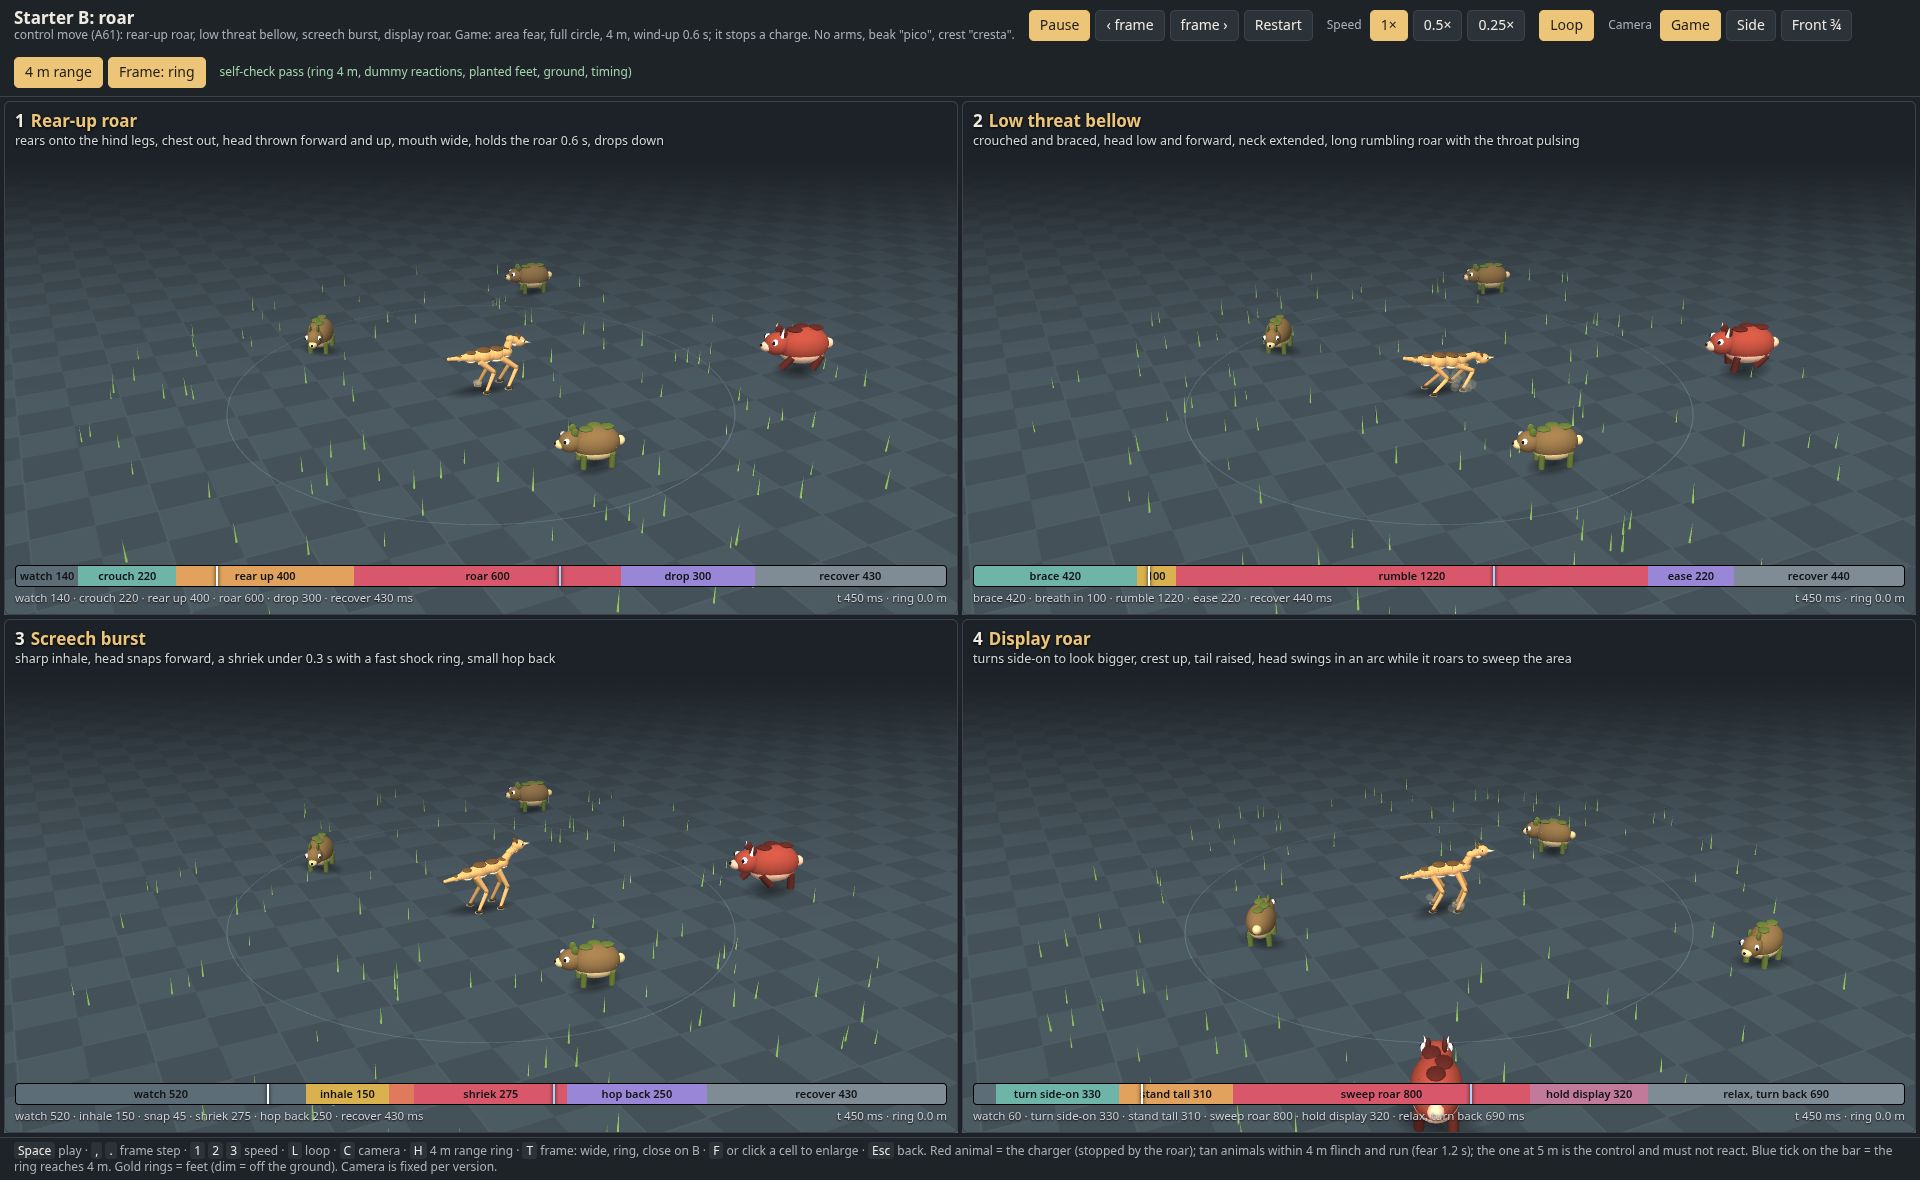 Starter B: roar
control move (A61): rear-up roar, low threat bellow, screech burst, display roar. Game: area fear, full circle, 4 m, wind-up 0.6 s; it stops a charge. No arms, beak "pico", crest "cresta".
Pause ‹ frame frame › Restart Speed 1× 0.5× 0.25× Loop Camera Game Side Front ¾
4 m range Frame: ring self-check pass (ring 4 m, dummy reactions, planted feet, ground, timing)
1 Rear-up roar
rears onto the hind legs, chest out, head thrown forward and up, mouth wide, holds the roar 0.6 s, drops down
watch 140 crouch 220 rear up 400 roar 600 drop 300 recover 430
watch 140 · crouch 220 · rear up 400 · roar 600 · drop 300 · recover 430 ms t 450 ms · ring 0.0 m
2 Low threat bellow
crouched and braced, head low and forward, neck extended, long rumbling roar with the throat pulsing
brace 420 00 rumble 1220 ease 220 recover 440
brace 420 · breath in 100 · rumble 1220 · ease 220 · recover 440 ms t 450 ms · ring 0.0 m
3 Screech burst
sharp inhale, head snaps forward, a shriek under 0.3 s with a fast shock ring, small hop back
watch 520 inhale 150 shriek 275 hop back 250 recover 430
watch 520 · inhale 150 · snap 45 · shriek 275 · hop back 250 · recover 430 ms t 450 ms · ring 0.0 m
4 Display roar
turns side-on to look bigger, crest up, tail raised, head swings in an arc while it roars to sweep the area
turn side-on 330 stand tall 310 sweep roar 800 hold display 320 relax, turn back 690
watch 60 · turn side-on 330 · stand tall 310 · sweep roar 800 · hold display 320 · relax, turn back 690 ms t 450 ms · ring 0.0 m
Space play · , . frame step · 1 2 3 speed · L loop · C camera · H 4 m range ring · T frame: wide, ring, close on B · F or click a cell to enlarge · Esc back. Red animal = the charger (stopped by the roar); tan animals within 4 m flinch and run (fear 1.2 s); the one at 5 m is the control and must not react. Blue tick on the bar = the
ring reaches 4 m. Gold rings = feet (dim = off the ground). Camera is fixed per version.